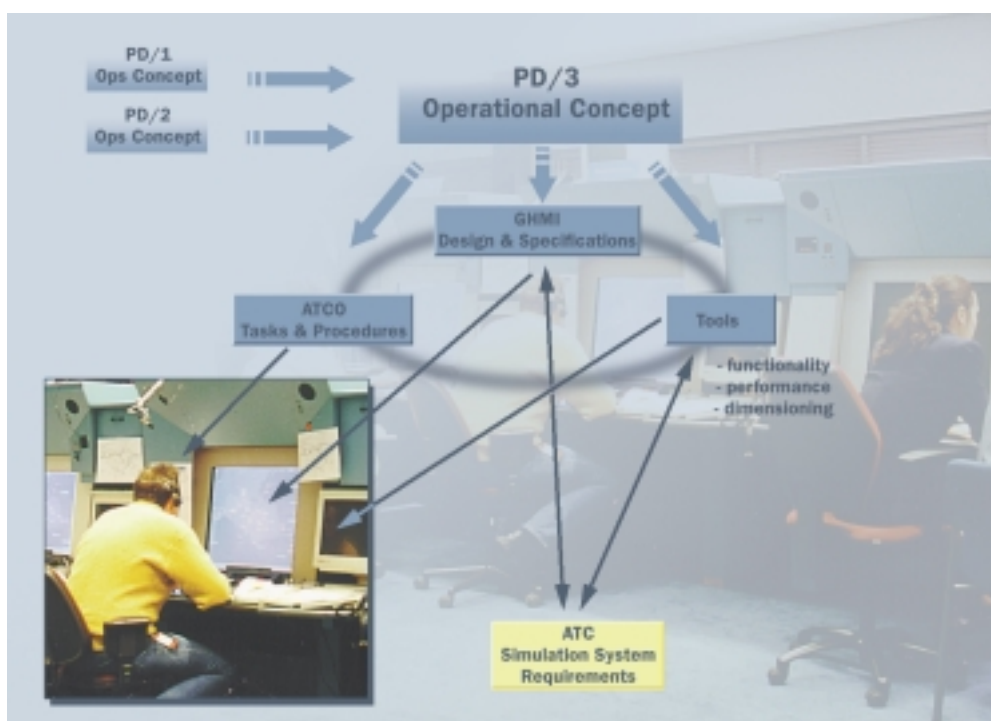 PD/1
Ops Concept
PD/2
Ops Concept
PD/3
Operational Concept
GHMI
Design & Specifications
ATCO
Tasks & Procedures
Tools
- functionality
- performance
- dimensioning
ATC
Simulation System
Requirements